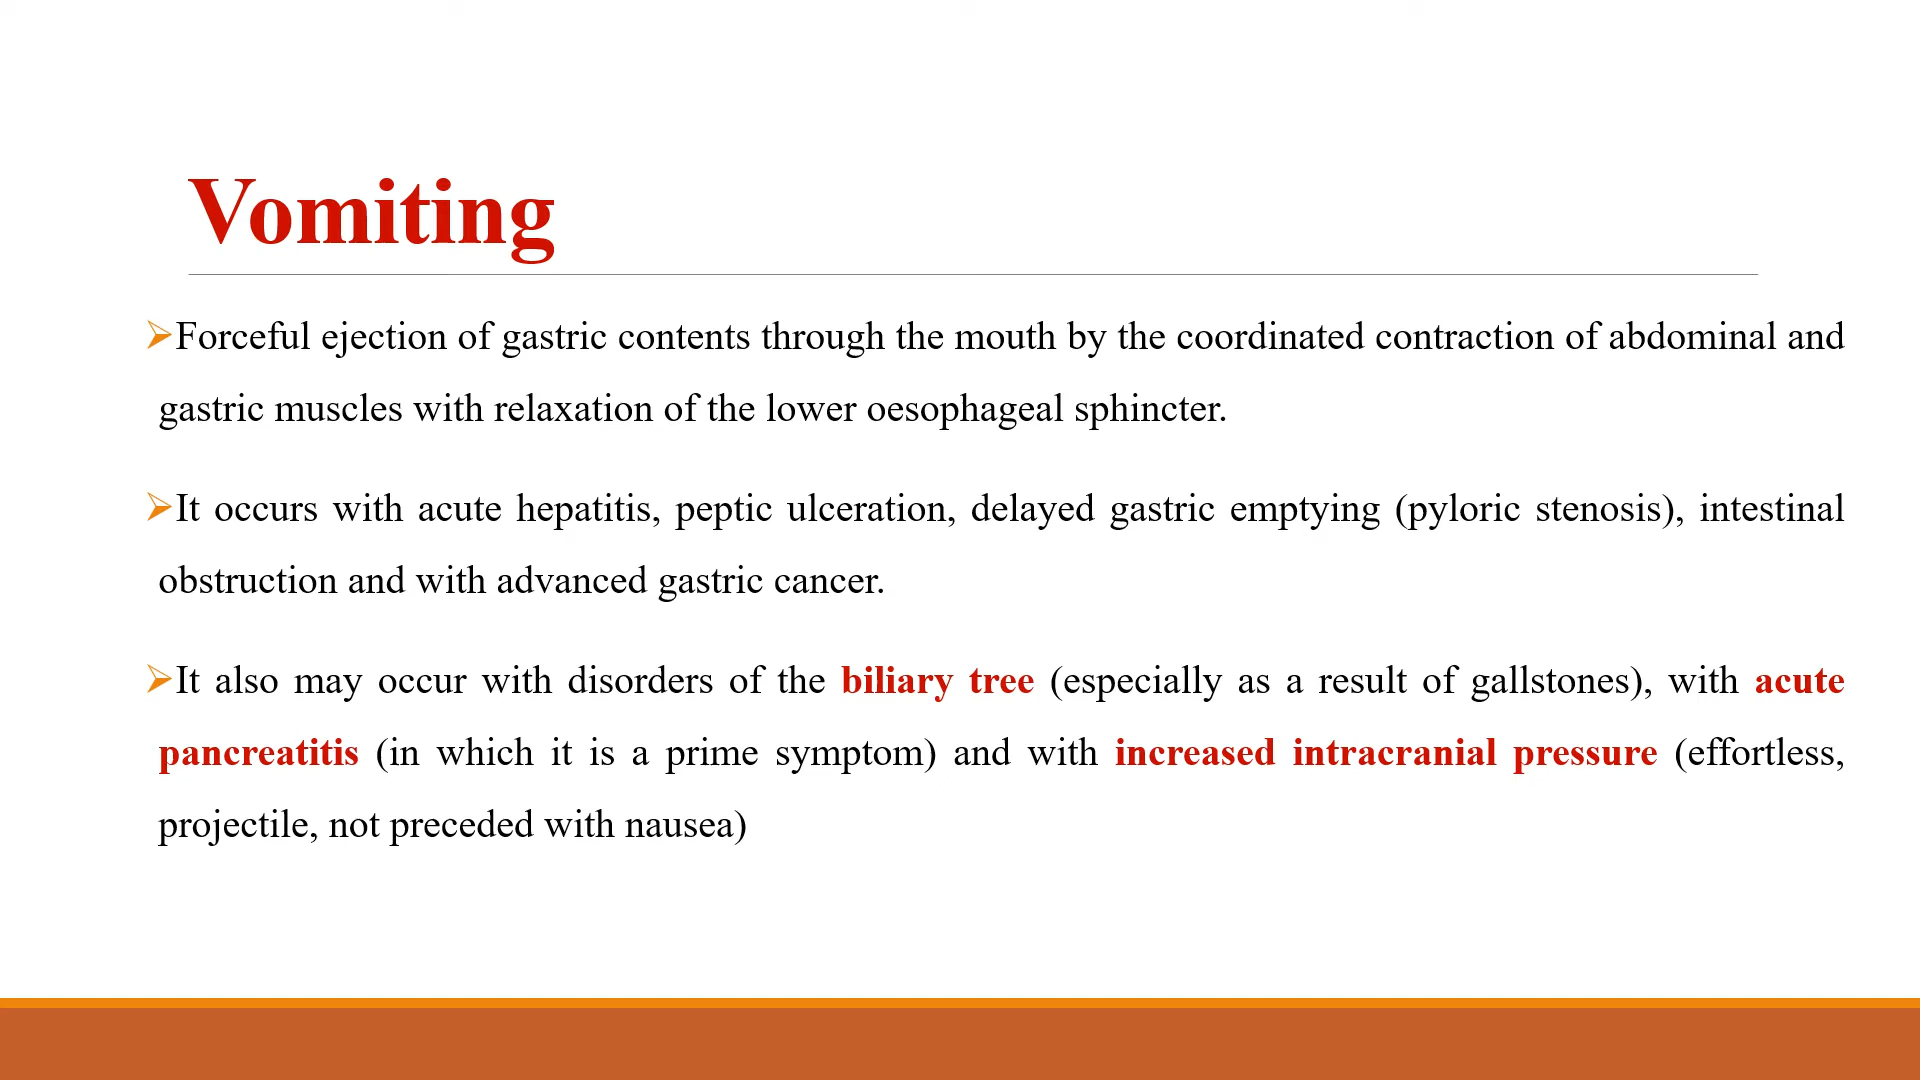 Vomiting
➢Forceful ejection of gastric contents through the mouth by the coordinated contraction of abdominal and
gastric muscles with relaxation of the lower oesophageal sphincter.
➢It occurs with acute hepatitis, peptic ulceration, delayed gastric emptying (pyloric stenosis), intestinal
obstruction and with advanced gastric cancer.
➢It also may occur with disorders of the biliary tree (especially as a result of gallstones), with acute
pancreatitis (in which it is a prime symptom) and with increased intracranial pressure (effortless,
projectile, not preceded with nausea)